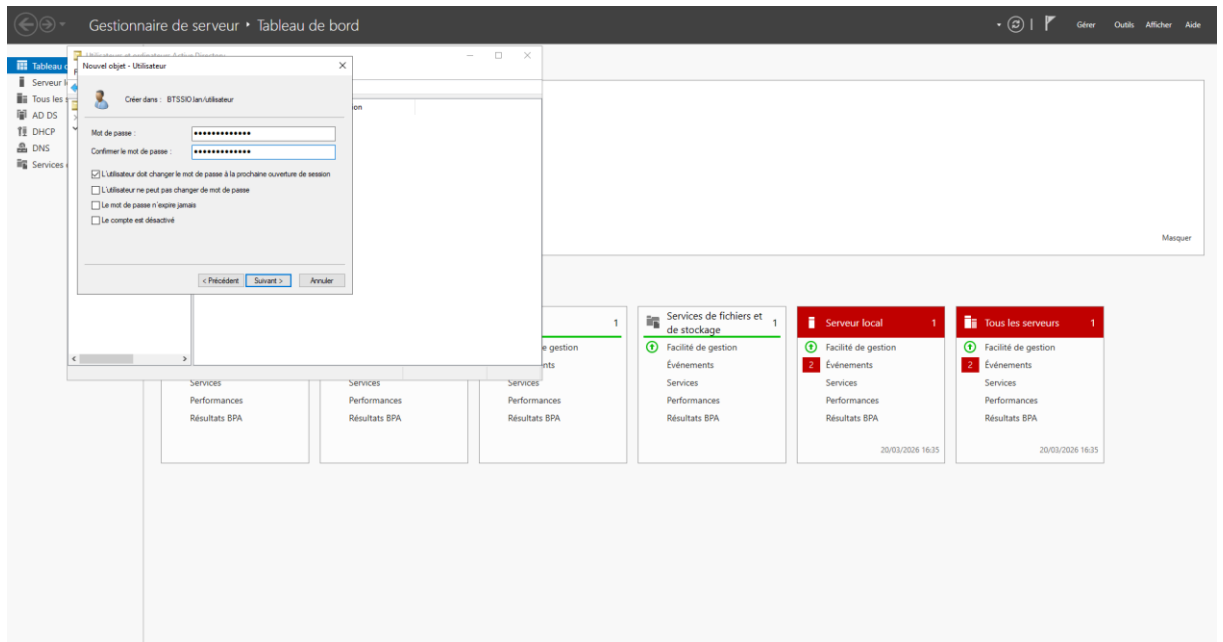 Gestionnaire de serveur • Tableau de bord
Gérer Outils Afficher Aide
Utilisateurs et ordinateurs Active Directory
Tableau
Serveur
Tous les
AD DS
DHCP
DNS
Services
Nouvel objet - Utilisateur
Créer dans : BTSSIO.lan/utilisateur
Mot de passe :
Confirmer le mot de passe :
L'utilisateur doit changer le mot de passe à la prochaine ouverture de session
L'utilisateur ne peut pas changer de mot de passe
Le mot de passe n'expire jamais
Le compte est désactivé
< Précédent Suivant > Annuler
ion
Masquer
Services
Performances
Résultats BPA
Services
Performances
Résultats BPA
1
e gestion
nts
Services
Performances
Résultats BPA
Services de fichiers et
de stockage
1
Facilité de gestion
Événements
Services
Performances
Résultats BPA
Serveur local 1
Facilité de gestion
2 Événements
Services
Performances
Résultats BPA
20/03/2026 16:35
Tous les serveurs 1
Facilité de gestion
2 Événements
Services
Performances
Résultats BPA
20/03/2026 16:35